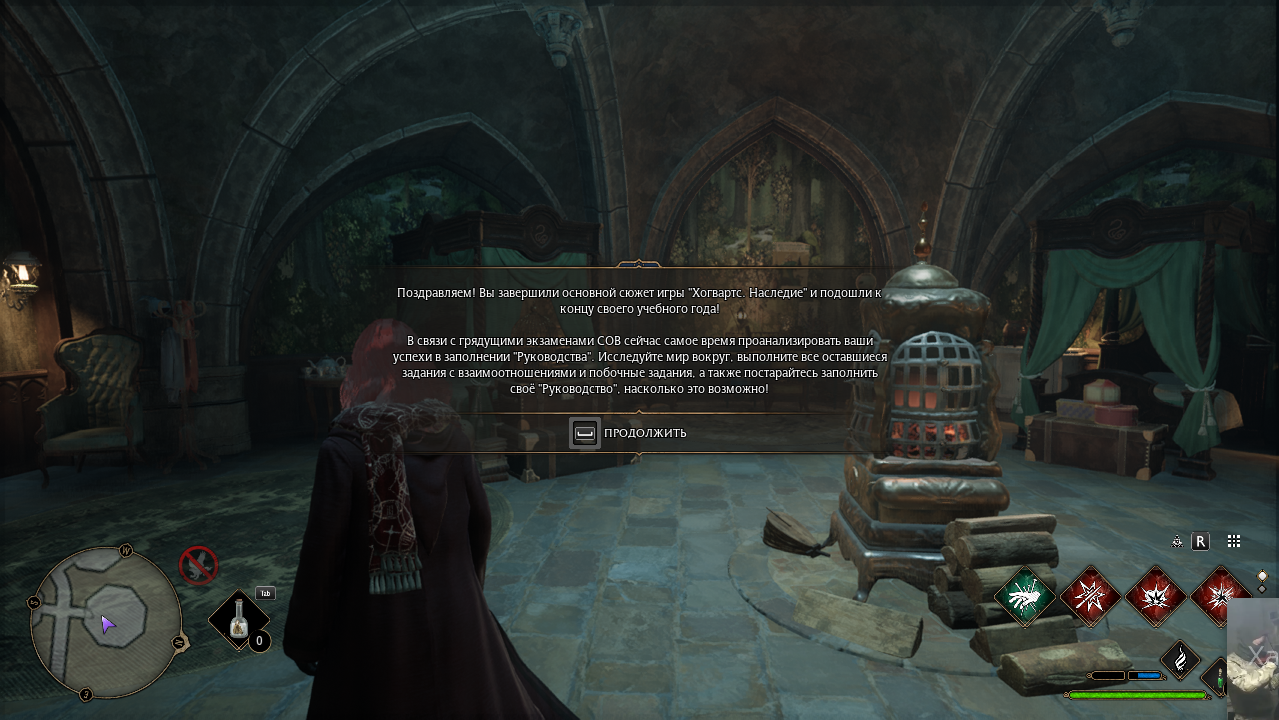 Поздравляем! Вы завершили основной сюжет игры "Хогвартс. Наследие" и подошли к
концу своего учебного года!
В связи с грядущими экзаменами СОВ сейчас самое время проанализировать ваши
успехи в заполнении "Руководства". Исследуйте мир вокруг, выполните все оставшиеся
задания с взаимоотношениями и побочные задания, а также постарайтесь заполнить
своё "Руководство", насколько это возможно!
ПРОДОЛЖИТЬ
R
Tab
0
З
Ха